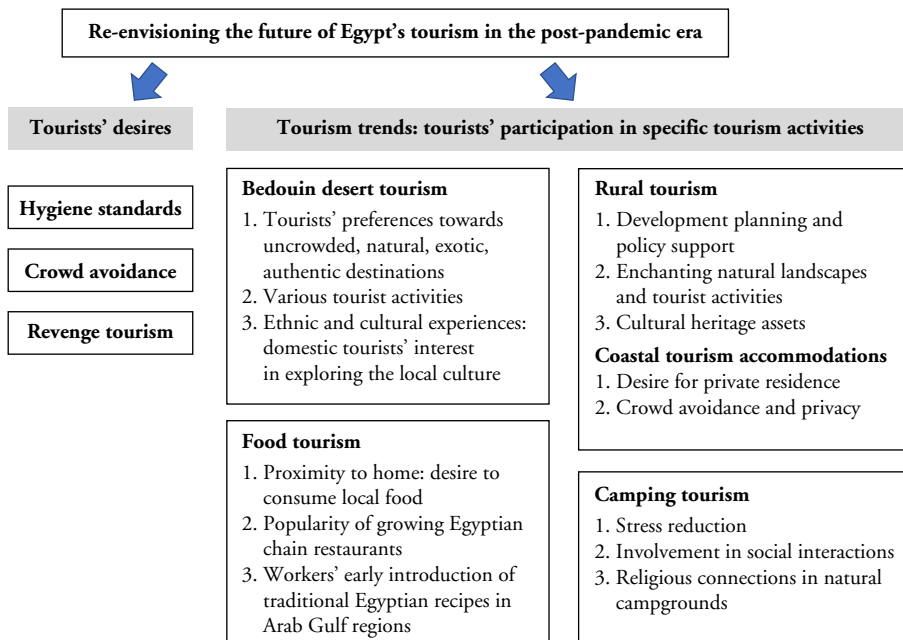 Re-envisioning the future of Egypt's tourism in the post-pandemic era
Tourists' desires
Hygiene standards
Crowd avoidance
Revenge tourism
Tourism trends: tourists' participation in specific tourism activities
Bedouin desert tourism
1. Tourists' preferences towards
uncrowded, natural, exotic,
authentic destinations
2. Various tourist activities
3. Ethnic and cultural experiences:
domestic tourists' interest
in exploring the local culture
Food tourism
1. Proximity to home: desire to
consume local food
2. Popularity of growing Egyptian
chain restaurants
3. Workers' early introduction of
traditional Egyptian recipes in
Arab Gulf regions
Rural tourism
1. Development planning and
policy support
2. Enchanting natural landscapes
and tourist activities
3. Cultural heritage assets
Coastal tourism accommodations
1. Desire for private residence
2. Crowd avoidance and privacy
Camping tourism
1. Stress reduction
2. Involvement in social interactions
3. Religious connections in natural
campgrounds